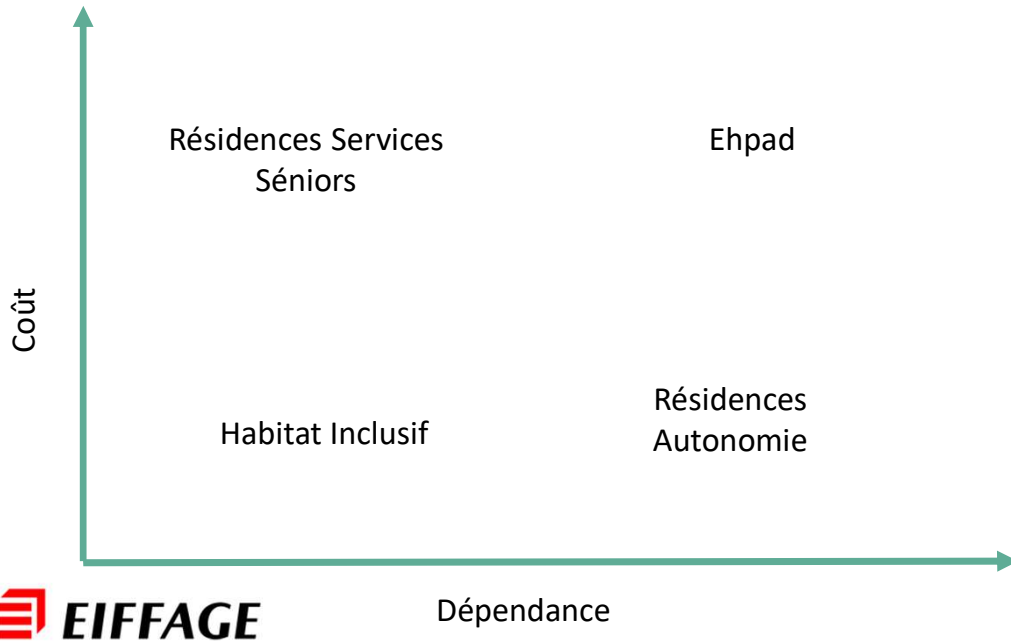 Résidences Services
Séniors
Ehpad
Coût
Habitat Inclusif
Résidences
Autonomie
EIFFAGE
Dépendance